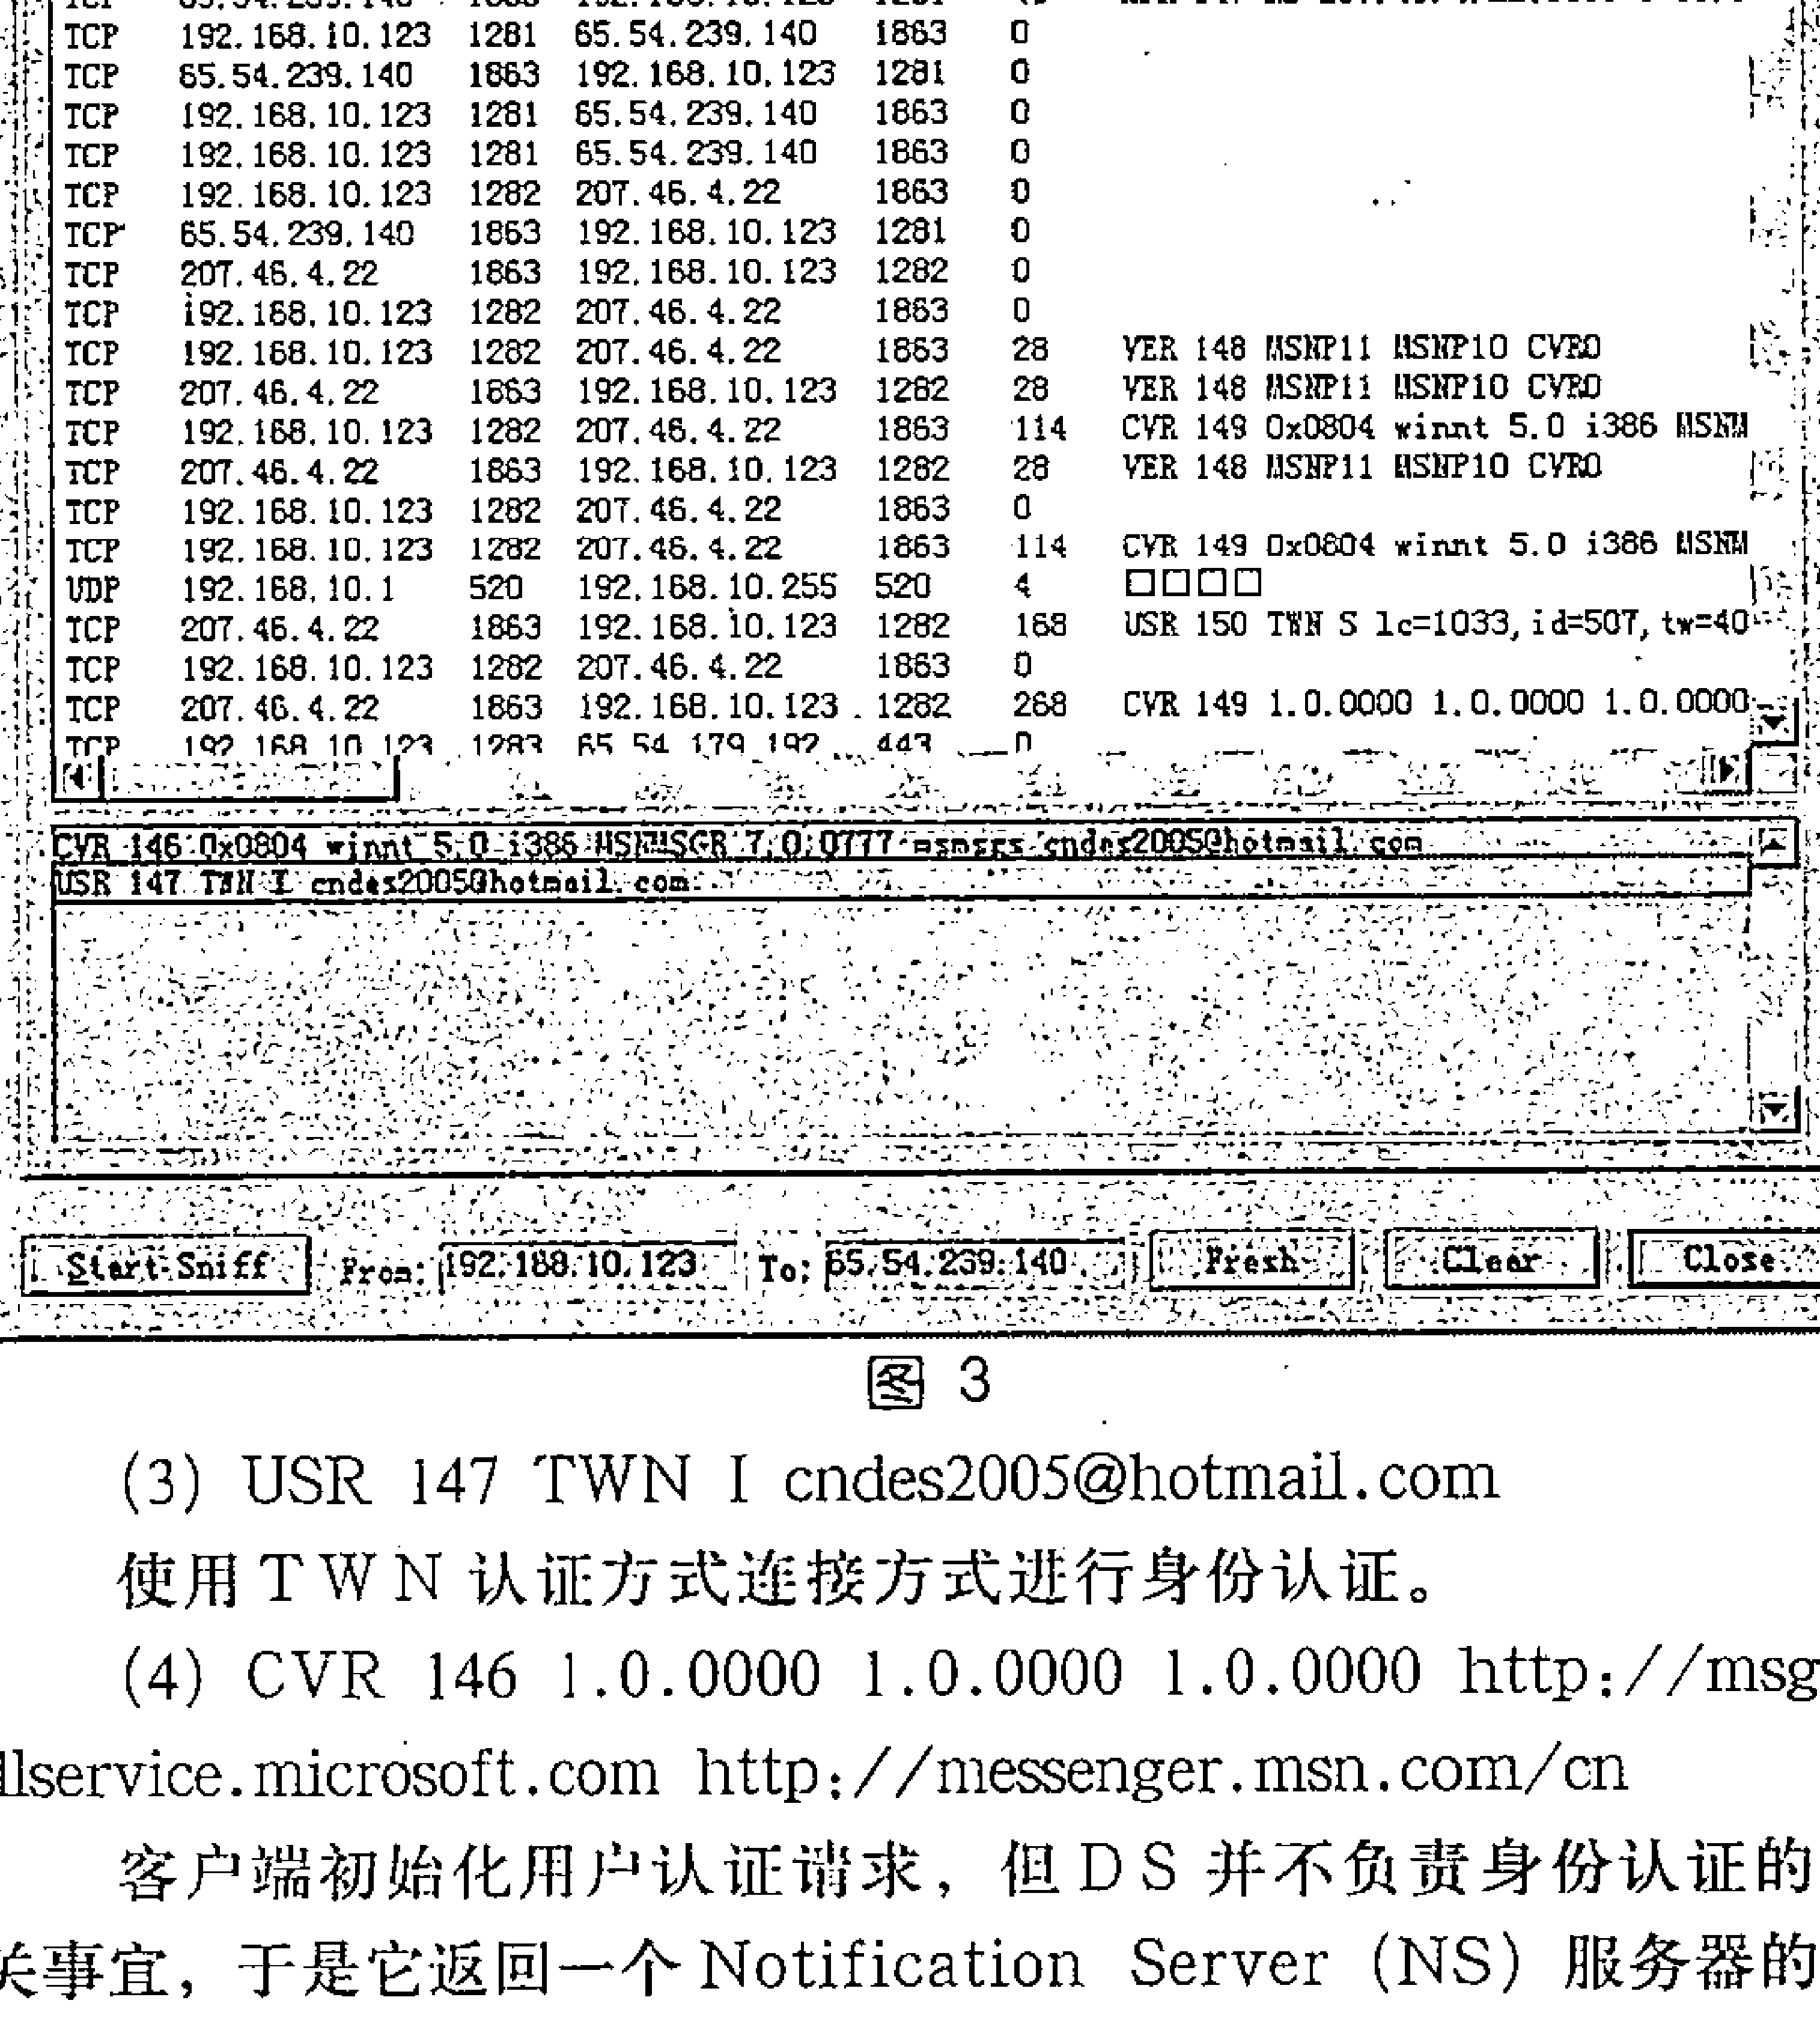 TCP 192.168.10.123 1281 65.54.239.140 1863 0
TCP 65.54.239.140 1863 192.168.10.123 1281 0
TCP 192.168.10.123 1281 65.54.239.140 1863 0
TCP 192.168.10.123 1281 65.54.239.140 1863 0
TCP 192.168.10.123 1282 207.46.4.22 1863 0
TCP 65.54.239.140 1863 192.168.10.123 1281 0
TCP 207.46.4.22 1863 192.168.10.123 1282 0
TCP 192.168.10.123 1282 207.46.4.22 1863 0
TCP 192.168.10.123 1282 207.46.4.22 1863 28 VER 148 MSNP11 MSNP10 CVR0
TCP 207.46.4.22 1863 192.168.10.123 1282 28 VER 148 MSNP11 MSNP10 CVR0
TCP 192.168.10.123 1282 207.46.4.22 1863 114 CVR 149 0x0804 winnt 5.0 i386 MSNM
TCP 207.46.4.22 1863 192.168.10.123 1282 28 VER 148 MSNP11 MSNP10 CVR0
TCP 192.168.10.123 1282 207.46.4.22 1863 0
TCP 192.168.10.123 1282 207.46.4.22 1863 114 CVR 149 0x0804 winnt 5.0 i386 MSNM
UDP 192.168.10.1 520 192.168.10.255 520 4 □□□□
TCP 207.46.4.22 1863 192.168.10.123 1282 168 USR 150 TWN S lc=1033,id=507,tw=40
TCP 192.168.10.123 1282 207.46.4.22 1863 0
TCP 207.46.4.22 1863 192.168.10.123 1282 268 CVR 149 1.0.0000 1.0.0000 1.0.0000
TCP 192.168.10.123 1283 65.54.179.192 443 0
CVR 146 0x0804 winnt 5.0 i386 MSNMSGR 7.0.0777 msmsgs cndes2005@hotmail.com
USR 147 TWN I cndes2005@hotmail.com
Start Sniff From: 192.168.10.123 To: 65.54.239.140 Fresh Clear Close
图 3
(3) USR 147 TWN I cndes2005@hotmail.com
使用TWN认证方式连接方式进行身份认证。
(4) CVR 146 1.0.0000 1.0.0000 1.0.0000 http://msg
llservice.microsoft.com http://messenger.msn.com/cn
客户端初始化用户认证请求，但DS并不负责身份认证的
关事宜，于是它返回一个Notification Server (NS) 服务器的